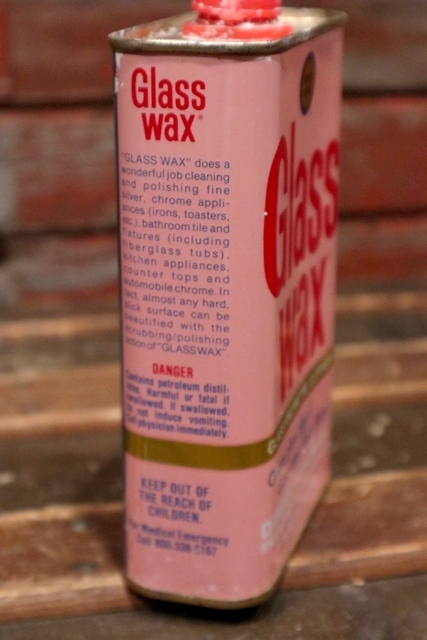 Glass
wax®
"GLASS WAX" does a
wonderful job cleaning
and polishing fine
silver, chrome appli-
ances (irons, toasters,
etc.), bathroom tile and
fixtures (including
fiberglass tubs),
kitchen appliances,
counter tops and
automobile chrome. In
fact, almost any hard,
slick surface can be
beautified with the
scrubbing/polishing
action of "GLASS WAX".
DANGER
Contains petroleum distil-
lates. Harmful or fatal if
swallowed. If swallowed,
do not induce vomiting.
Call physician immediately.
KEEP OUT OF
THE REACH OF
CHILDREN.
For Medical Emergency
Call
Glass
wax